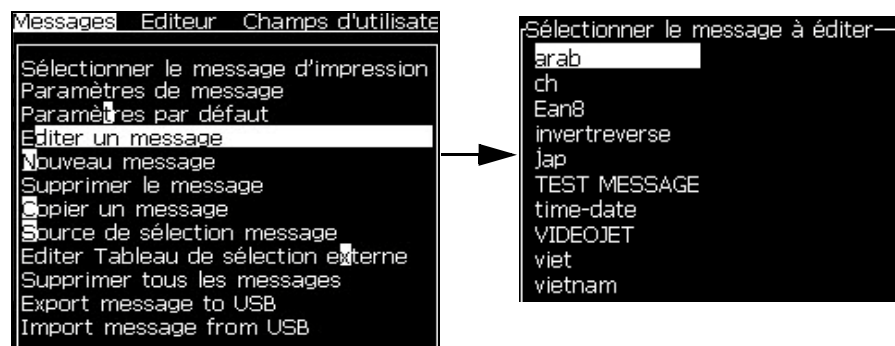 Messages Editeur Champs d'utilisate
Sélectionner le message d'impression
Paramètres de message
Paramètres par défaut
Editer un message
Nouveau message
Supprimer le message
Copier un message
Source de sélection message
Editer Tableau de sélection externe
Supprimer tous les messages
Export message to USB
Import message from USB
Sélectionner le message à éditer
arab
ch
Ean8
invertreverse
jap
TEST MESSAGE
time-date
VIDEOJET
viet
vietnam